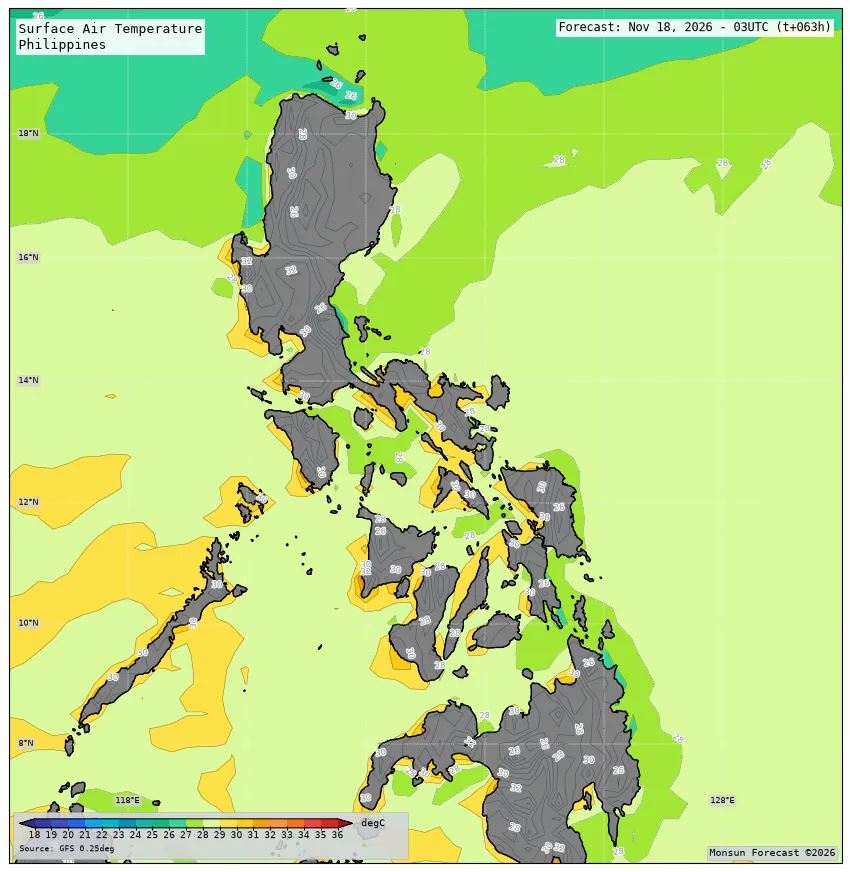 Surface Air Temperature
Philippines
Forecast: Nov 18, 2026 - 03UTC (t+063h)
18°N
16°N
14°N
12°N
10°N
8°N
118°E
128°E
18 19 20 21 22 23 24 25 26 27 28 29 30 31 32 33 34 35 36 degC
Source: GFS 0.25deg
Monsun Forecast ©2026